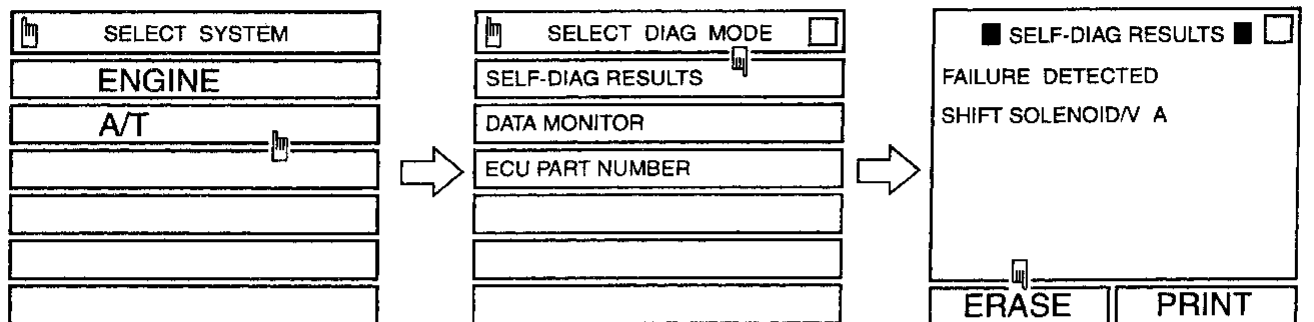 SELECT SYSTEM
ENGINE
A/T
SELECT DIAG MODE
SELF-DIAG RESULTS
DATA MONITOR
ECU PART NUMBER
SELF-DIAG RESULTS
FAILURE DETECTED
SHIFT SOLENOID/V A
ERASE
PRINT